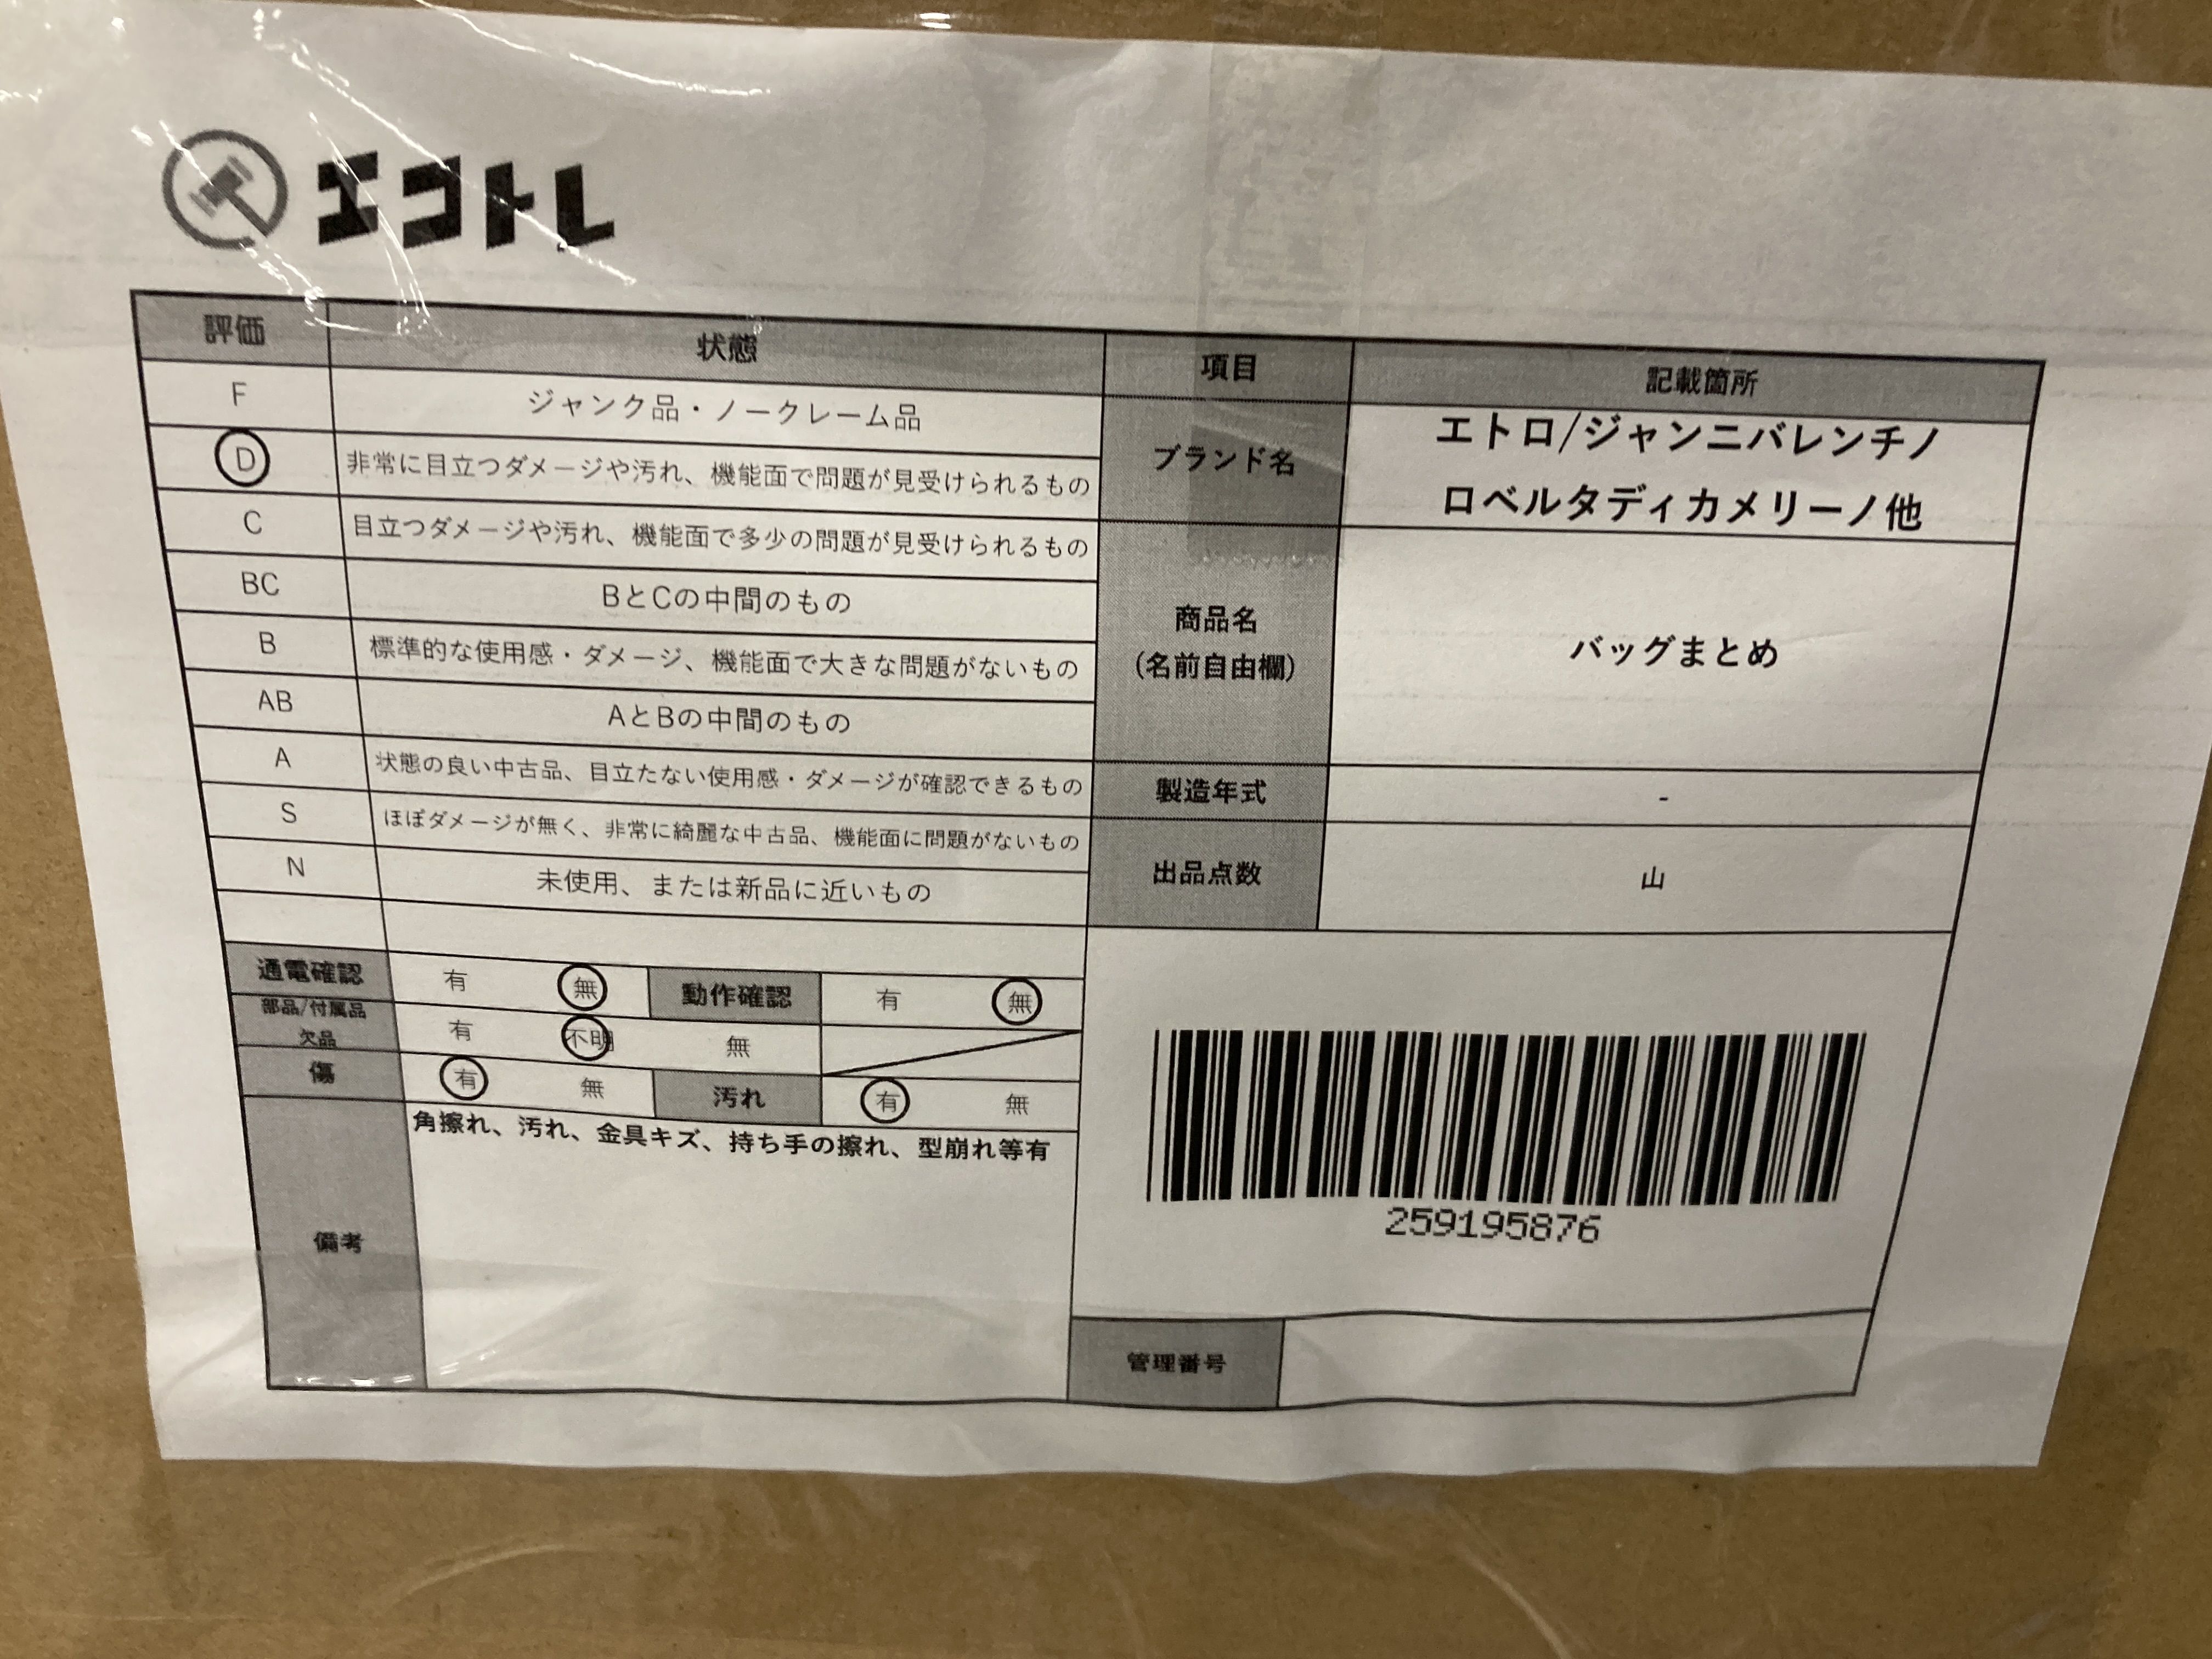 エコトレ
評価 状態
F ジャンク品・ノークレーム品
D 非常に目立つダメージや汚れ、機能面で問題が見受けられるもの
C 目立つダメージや汚れ、機能面で多少の問題が見受けられるもの
BC BとCの中間のもの
B 標準的な使用感・ダメージ、機能面で大きな問題がないもの
AB AとBの中間のもの
A 状態の良い中古品、目立たない使用感・ダメージが確認できるもの
S ほぼダメージが無く、非常に綺麗な中古品、機能面に問題がないもの
N 未使用、または新品に近いもの
通電確認 有 無 動作確認 有 無
部品/付属品
欠品 有 不明 無
傷 有 無 汚れ 有 無
備考 角擦れ、汚れ、金具キズ、持ち手の擦れ、型崩れ等有
項目 記載箇所
ブランド名 エトロ/ジャンニバレンチノ
ロベルタディカメリーノ他
商品名
(名前自由欄) バッグまとめ
製造年式 -
出品点数 山
259195876
管理番号